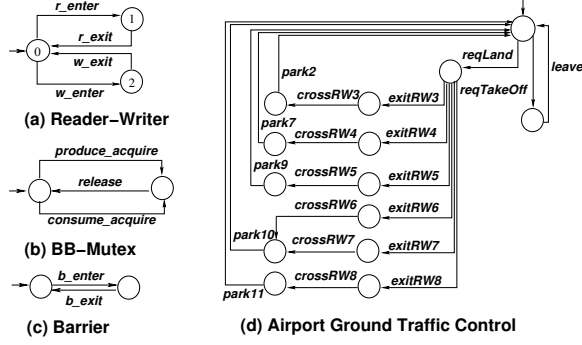 r_enter
1
0
r_exit
w_exit
2
w_enter
(a) Reader-Writer
produce_acquire
release
consume_acquire
(b) BB-Mutex
b_enter
b_exit
(c) Barrier
reqLand
reqTakeOff
leave
park2
crossRW3
exitRW3
park7
crossRW4
exitRW4
park9
crossRW5
exitRW5
crossRW6
exitRW6
park10
crossRW7
exitRW7
park11
crossRW8
exitRW8
(d) Airport Ground Traffic Control